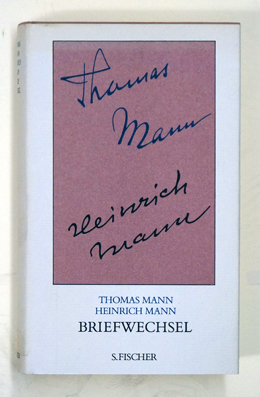 Thomas
Mann
Heinrich
Mann
THOMAS MANN
HEINRICH MANN
BRIEFWECHSEL
S. FISCHER